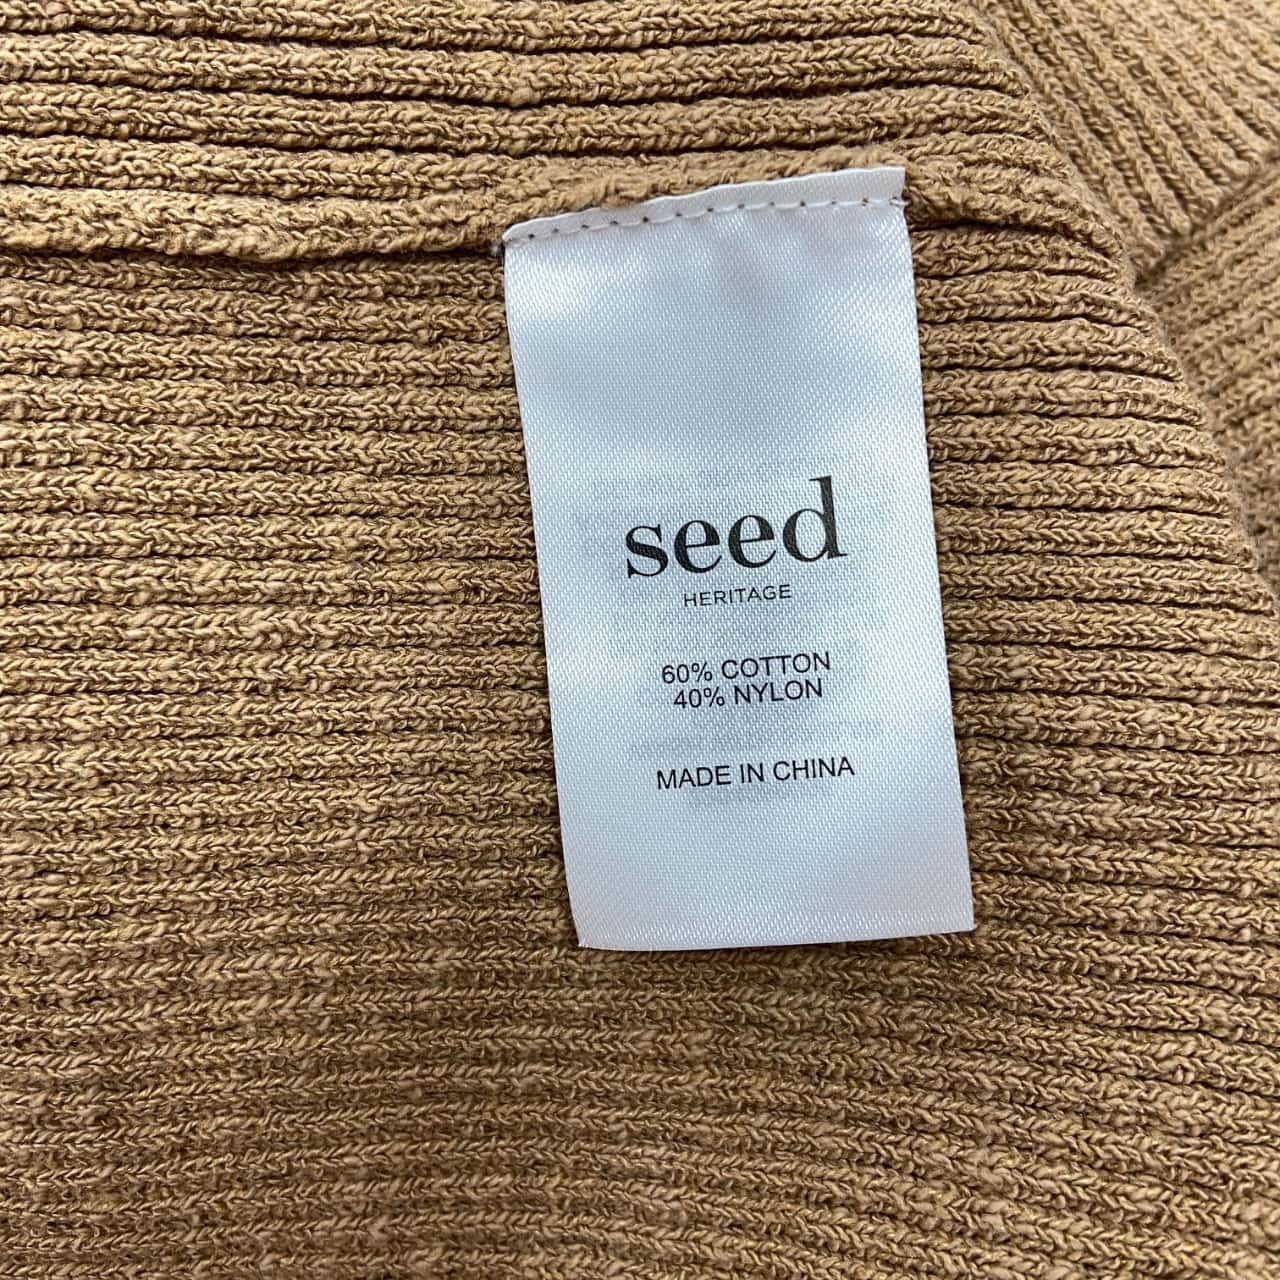 seed
HERITAGE
60% COTTON
40% NYLON
MADE IN CHINA